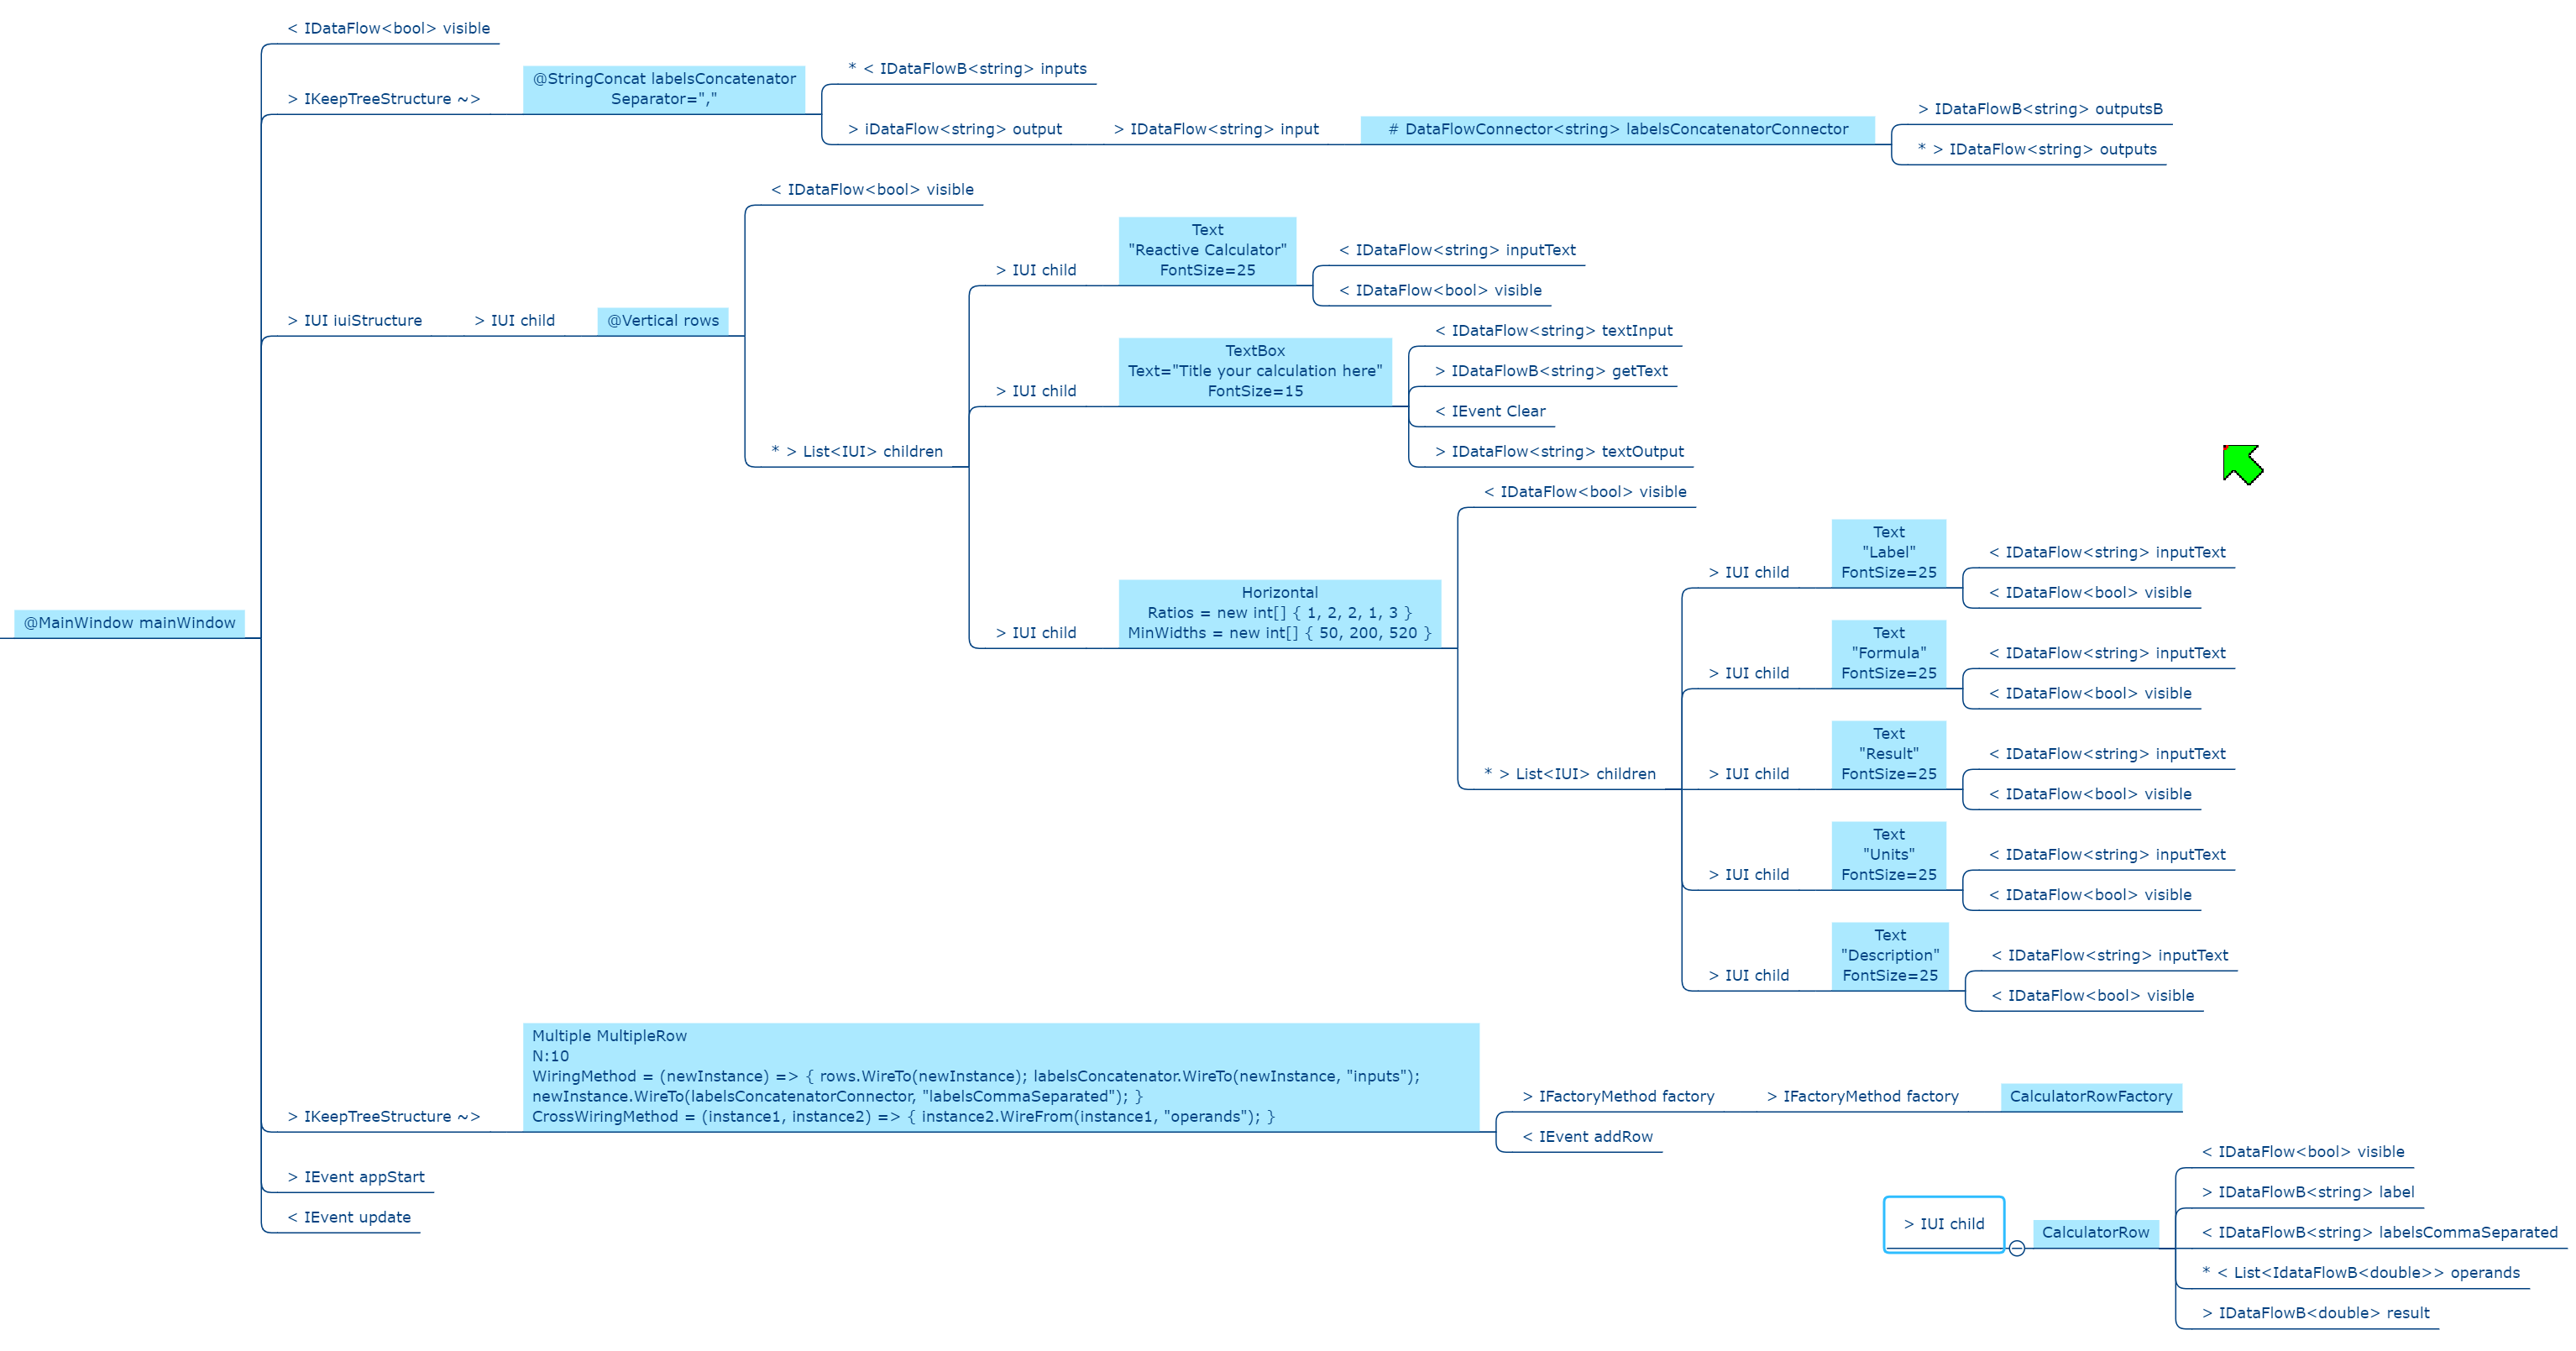 < IDataFlow<bool> visible
> IKeepTreeStructure ~>
@StringConcat labelsConcatenator
Separator=","
* < IDataFlowB<string> inputs
> iDataFlow<string> output
> IDataFlow<string> input
# DataFlowConnector<string> labelsConcatenatorConnector
> IDataFlowB<string> outputsB
* > IDataFlow<string> outputs
> IUI iuiStructure
> IUI child
@Vertical rows
< IDataFlow<bool> visible
* > List<IUI> children
> IUI child
Text
"Reactive Calculator"
FontSize=25
< IDataFlow<string> inputText
< IDataFlow<bool> visible
> IUI child
TextBox
Text="Title your calculation here"
FontSize=15
< IDataFlow<string> textInput
> IDataFlowB<string> getText
< IEvent Clear
> IDataFlow<string> textOutput
> IUI child
Horizontal
Ratios = new int[] { 1, 2, 2, 1, 3 }
MinWidths = new int[] { 50, 200, 520 }
< IDataFlow<bool> visible
* > List<IUI> children
> IUI child
Text
"Label"
FontSize=25
< IDataFlow<string> inputText
< IDataFlow<bool> visible
> IUI child
Text
"Formula"
FontSize=25
< IDataFlow<string> inputText
< IDataFlow<bool> visible
> IUI child
Text
"Result"
FontSize=25
< IDataFlow<string> inputText
< IDataFlow<bool> visible
> IUI child
Text
"Units"
FontSize=25
< IDataFlow<string> inputText
< IDataFlow<bool> visible
> IUI child
Text
"Description"
FontSize=25
< IDataFlow<string> inputText
< IDataFlow<bool> visible
@MainWindow mainWindow
> IKeepTreeStructure ~>
Multiple MultipleRow
N:10
WiringMethod = (newInstance) => { rows.WireTo(newInstance); labelsConcatenator.WireTo(newInstance, "inputs");
newInstance.WireTo(labelsConcatenatorConnector, "labelsCommaSeparated"); }
CrossWiringMethod = (instance1, instance2) => { instance2.WireFrom(instance1, "operands"); }
> IFactoryMethod factory
> IFactoryMethod factory
CalculatorRowFactory
< IEvent addRow
> IEvent appStart
< IEvent update
> IUI child
CalculatorRow
< IDataFlow<bool> visible
> IDataFlowB<string> label
< IDataFlowB<string> labelsCommaSeparated
* < List<IdataFlowB<double>> operands
> IDataFlowB<double> result